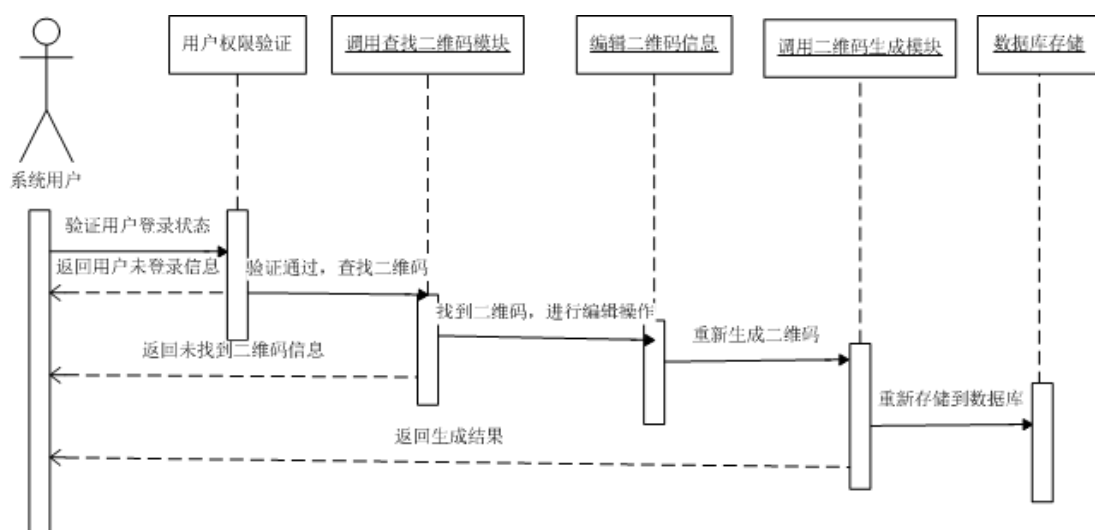 用户权限验证
调用查找二维码模块
编辑二维码信息
调用二维码生成模块
数据库存储
系统用户
验证用户登录状态
返回用户未登录信息
验证通过，查找二维码
找到二维码，进行编辑操作
重新生成二维码
返回未找到二维码信息
重新存储到数据库
返回生成结果